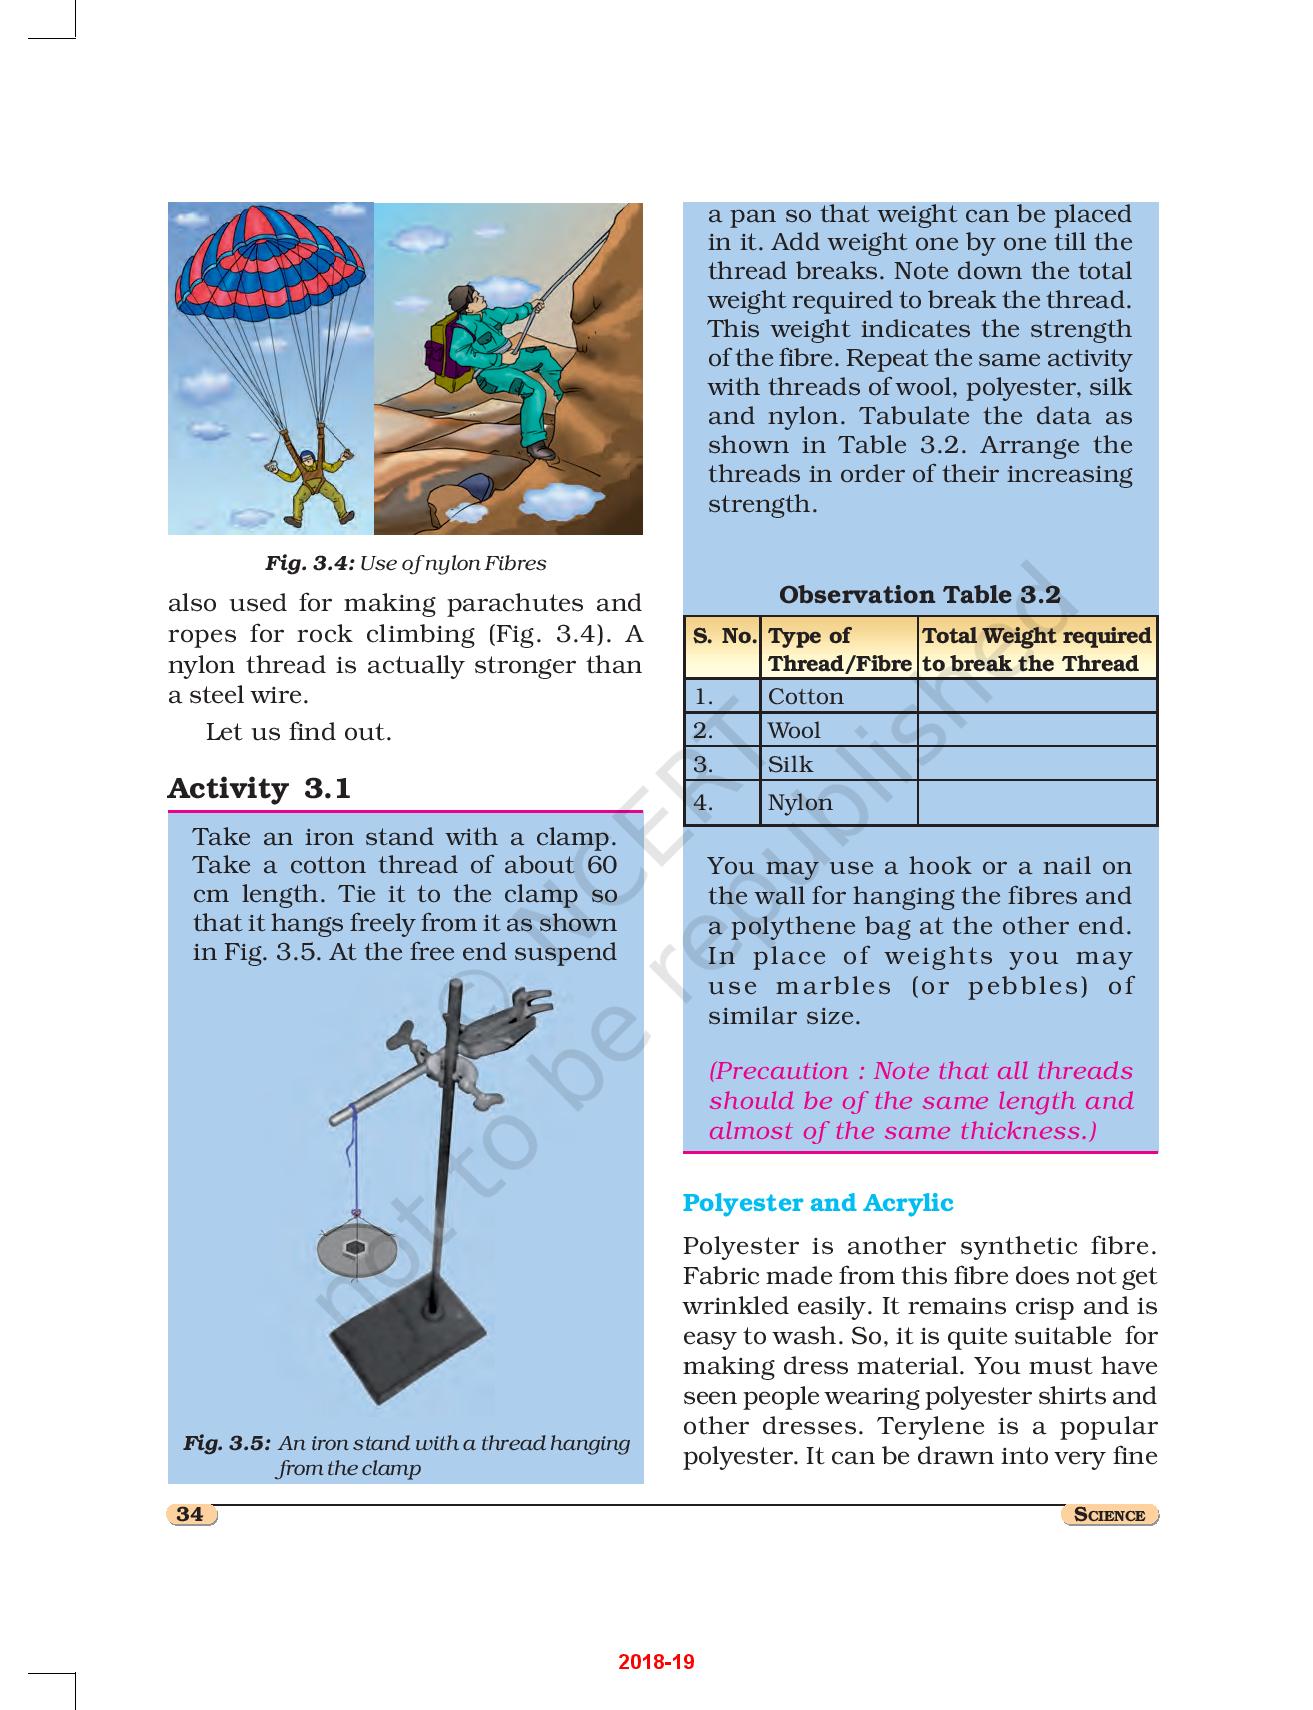 Fig. 3.4: Use of nylon Fibres
also used for making parachutes and
ropes for rock climbing (Fig. 3.4). A
nylon thread is actually stronger than
a steel wire.
Let us find out.
Activity 3.1
Take an iron stand with a clamp.
Take a cotton thread of about 60
cm length. Tie it to the clamp so
that it hangs freely from it as shown
in Fig. 3.5. At the free end suspend
Fig. 3.5: An iron stand with a thread hanging
from the clamp
a pan so that weight can be placed
in it. Add weight one by one till the
thread breaks. Note down the total
weight required to break the thread.
This weight indicates the strength
of the fibre. Repeat the same activity
with threads of wool, polyester, silk
and nylon. Tabulate the data as
shown in Table 3.2. Arrange the
threads in order of their increasing
strength.
Observation Table 3.2
S. No. Type of Total Weight required
Thread/Fibre to break the Thread
1. Cotton
2. Wool
3. Silk
4. Nylon
You may use a hook or a nail on
the wall for hanging the fibres and
a polythene bag at the other end.
In place of weights you may
use marbles (or pebbles) of
similar size.
(Precaution : Note that all threads
should be of the same length and
almost of the same thickness.)
Polyester and Acrylic
Polyester is another synthetic fibre.
Fabric made from this fibre does not get
wrinkled easily. It remains crisp and is
easy to wash. So, it is quite suitable for
making dress material. You must have
seen people wearing polyester shirts and
other dresses. Terylene is a popular
polyester. It can be drawn into very fine
34
SCIENCE
2018-19
© NCERT
not to be republished